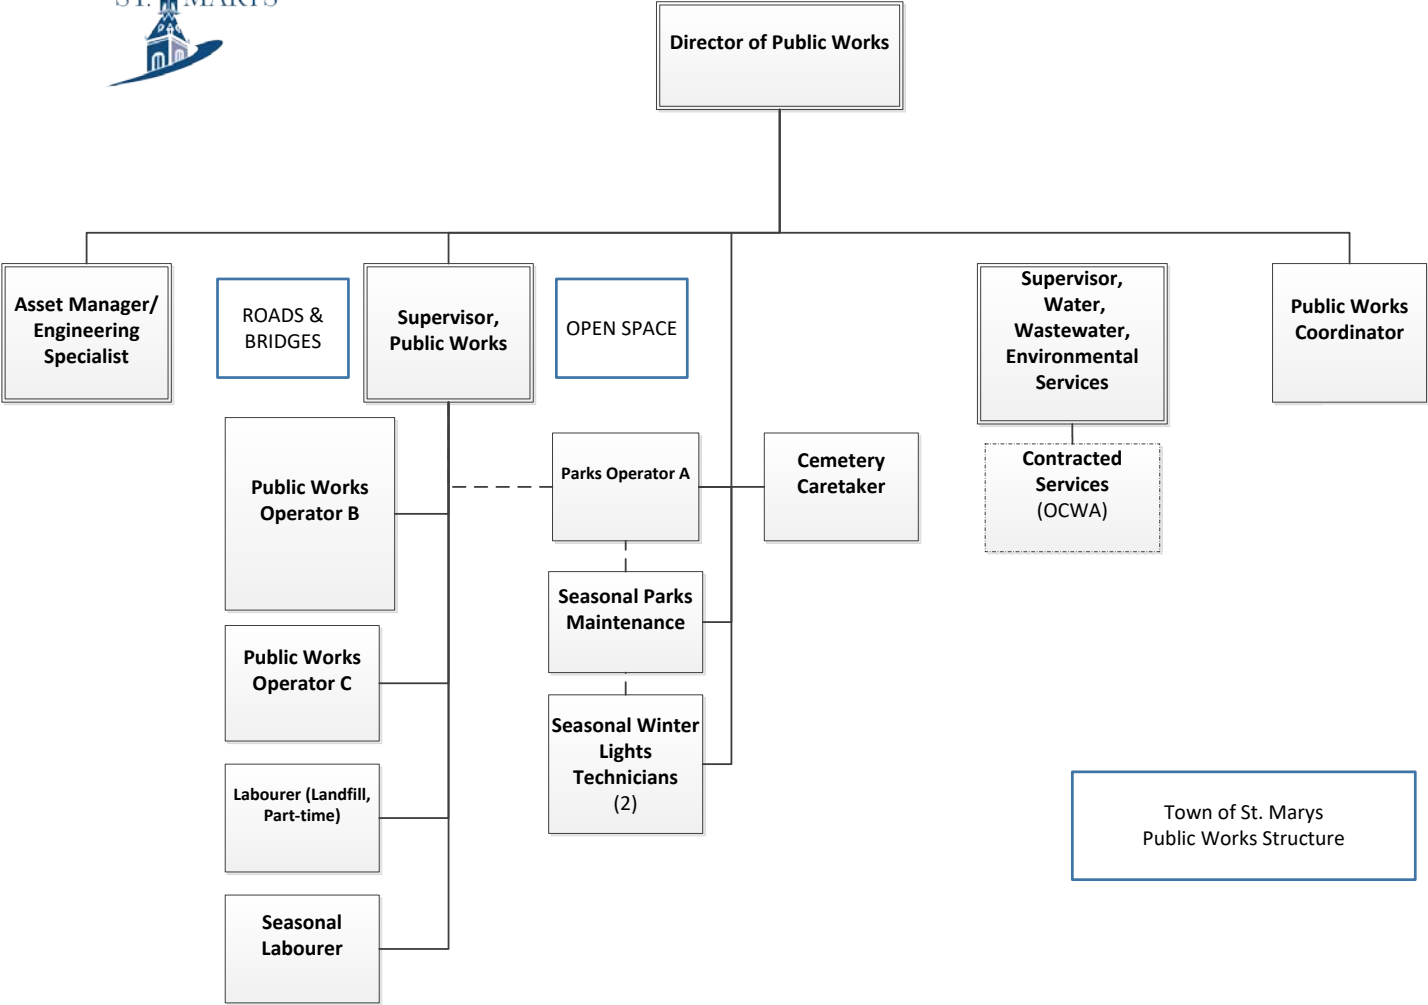 ST. MARYS
Director of Public Works
Asset Manager/
Engineering
Specialist
ROADS &
BRIDGES
Supervisor,
Public Works
OPEN SPACE
Supervisor,
Water,
Wastewater,
Environmental
Services
Public Works
Coordinator
Public Works
Operator B
Parks Operator A
Cemetery
Caretaker
Contracted
Services
(OCWA)
Seasonal Parks
Maintenance
Public Works
Operator C
Seasonal Winter
Lights
Technicians
(2)
Labourer (Landfill,
Part-time)
Town of St. Marys
Public Works Structure
Seasonal
Labourer